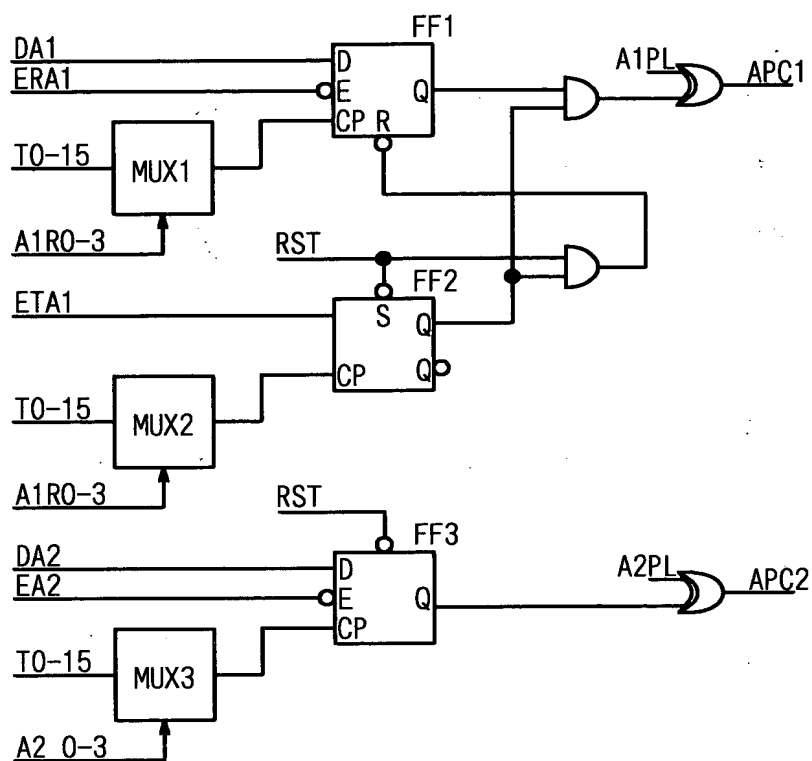 FF1
DA1
D
A1PL
APC1
ERA1
E
Q
CP
R
T0-15
MUX1
A1R0-3
RST
FF2
ETA1
S
Q
CP
Q
T0-15
MUX2
A1R0-3
RST
FF3
DA2
D
A2PL
APC2
EA2
E
Q
CP
T0-15
MUX3
A2 0-3